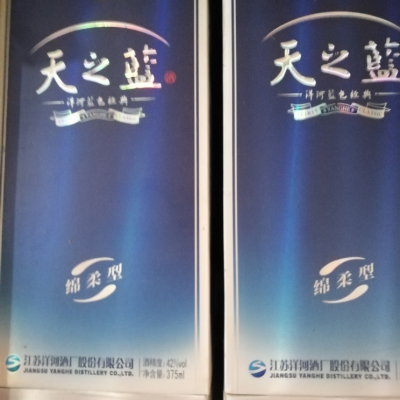 天之藍
洋河蓝色经典
绵柔型
江苏洋河酒厂股份有限公司
JIANGSU YANGHE DISTILLERY CO.,LTD.
酒精度: 42%vol
净含量: 375ml
天之藍
洋河蓝色经典
绵柔型
江苏洋河酒厂股份有限公司
JIANGSU YANGHE DISTILLERY CO.,LTD.